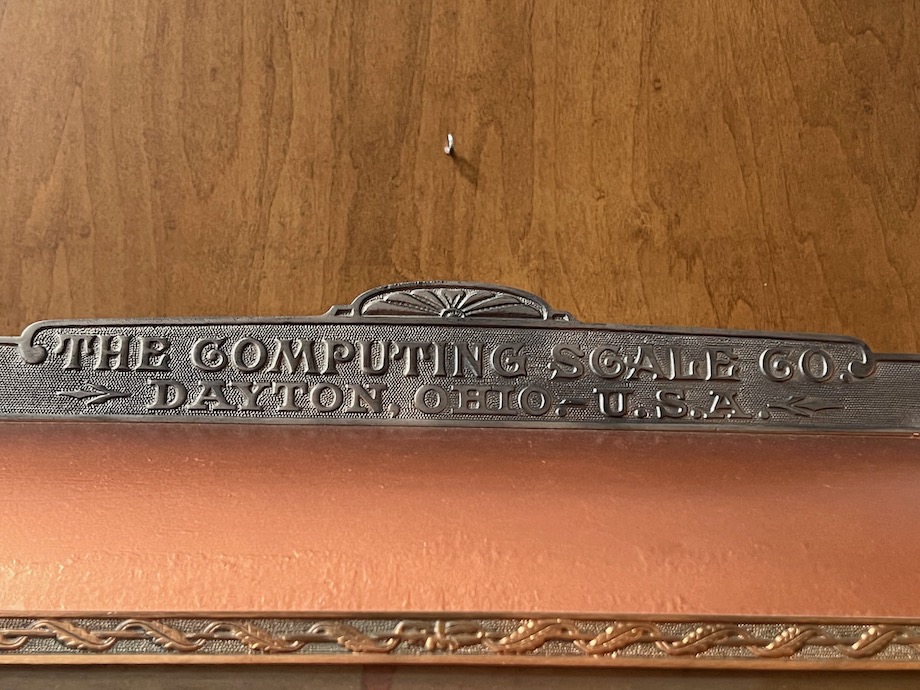 THE COMPUTING SCALE CO.
DAYTON, OHIO.-U.S.A.